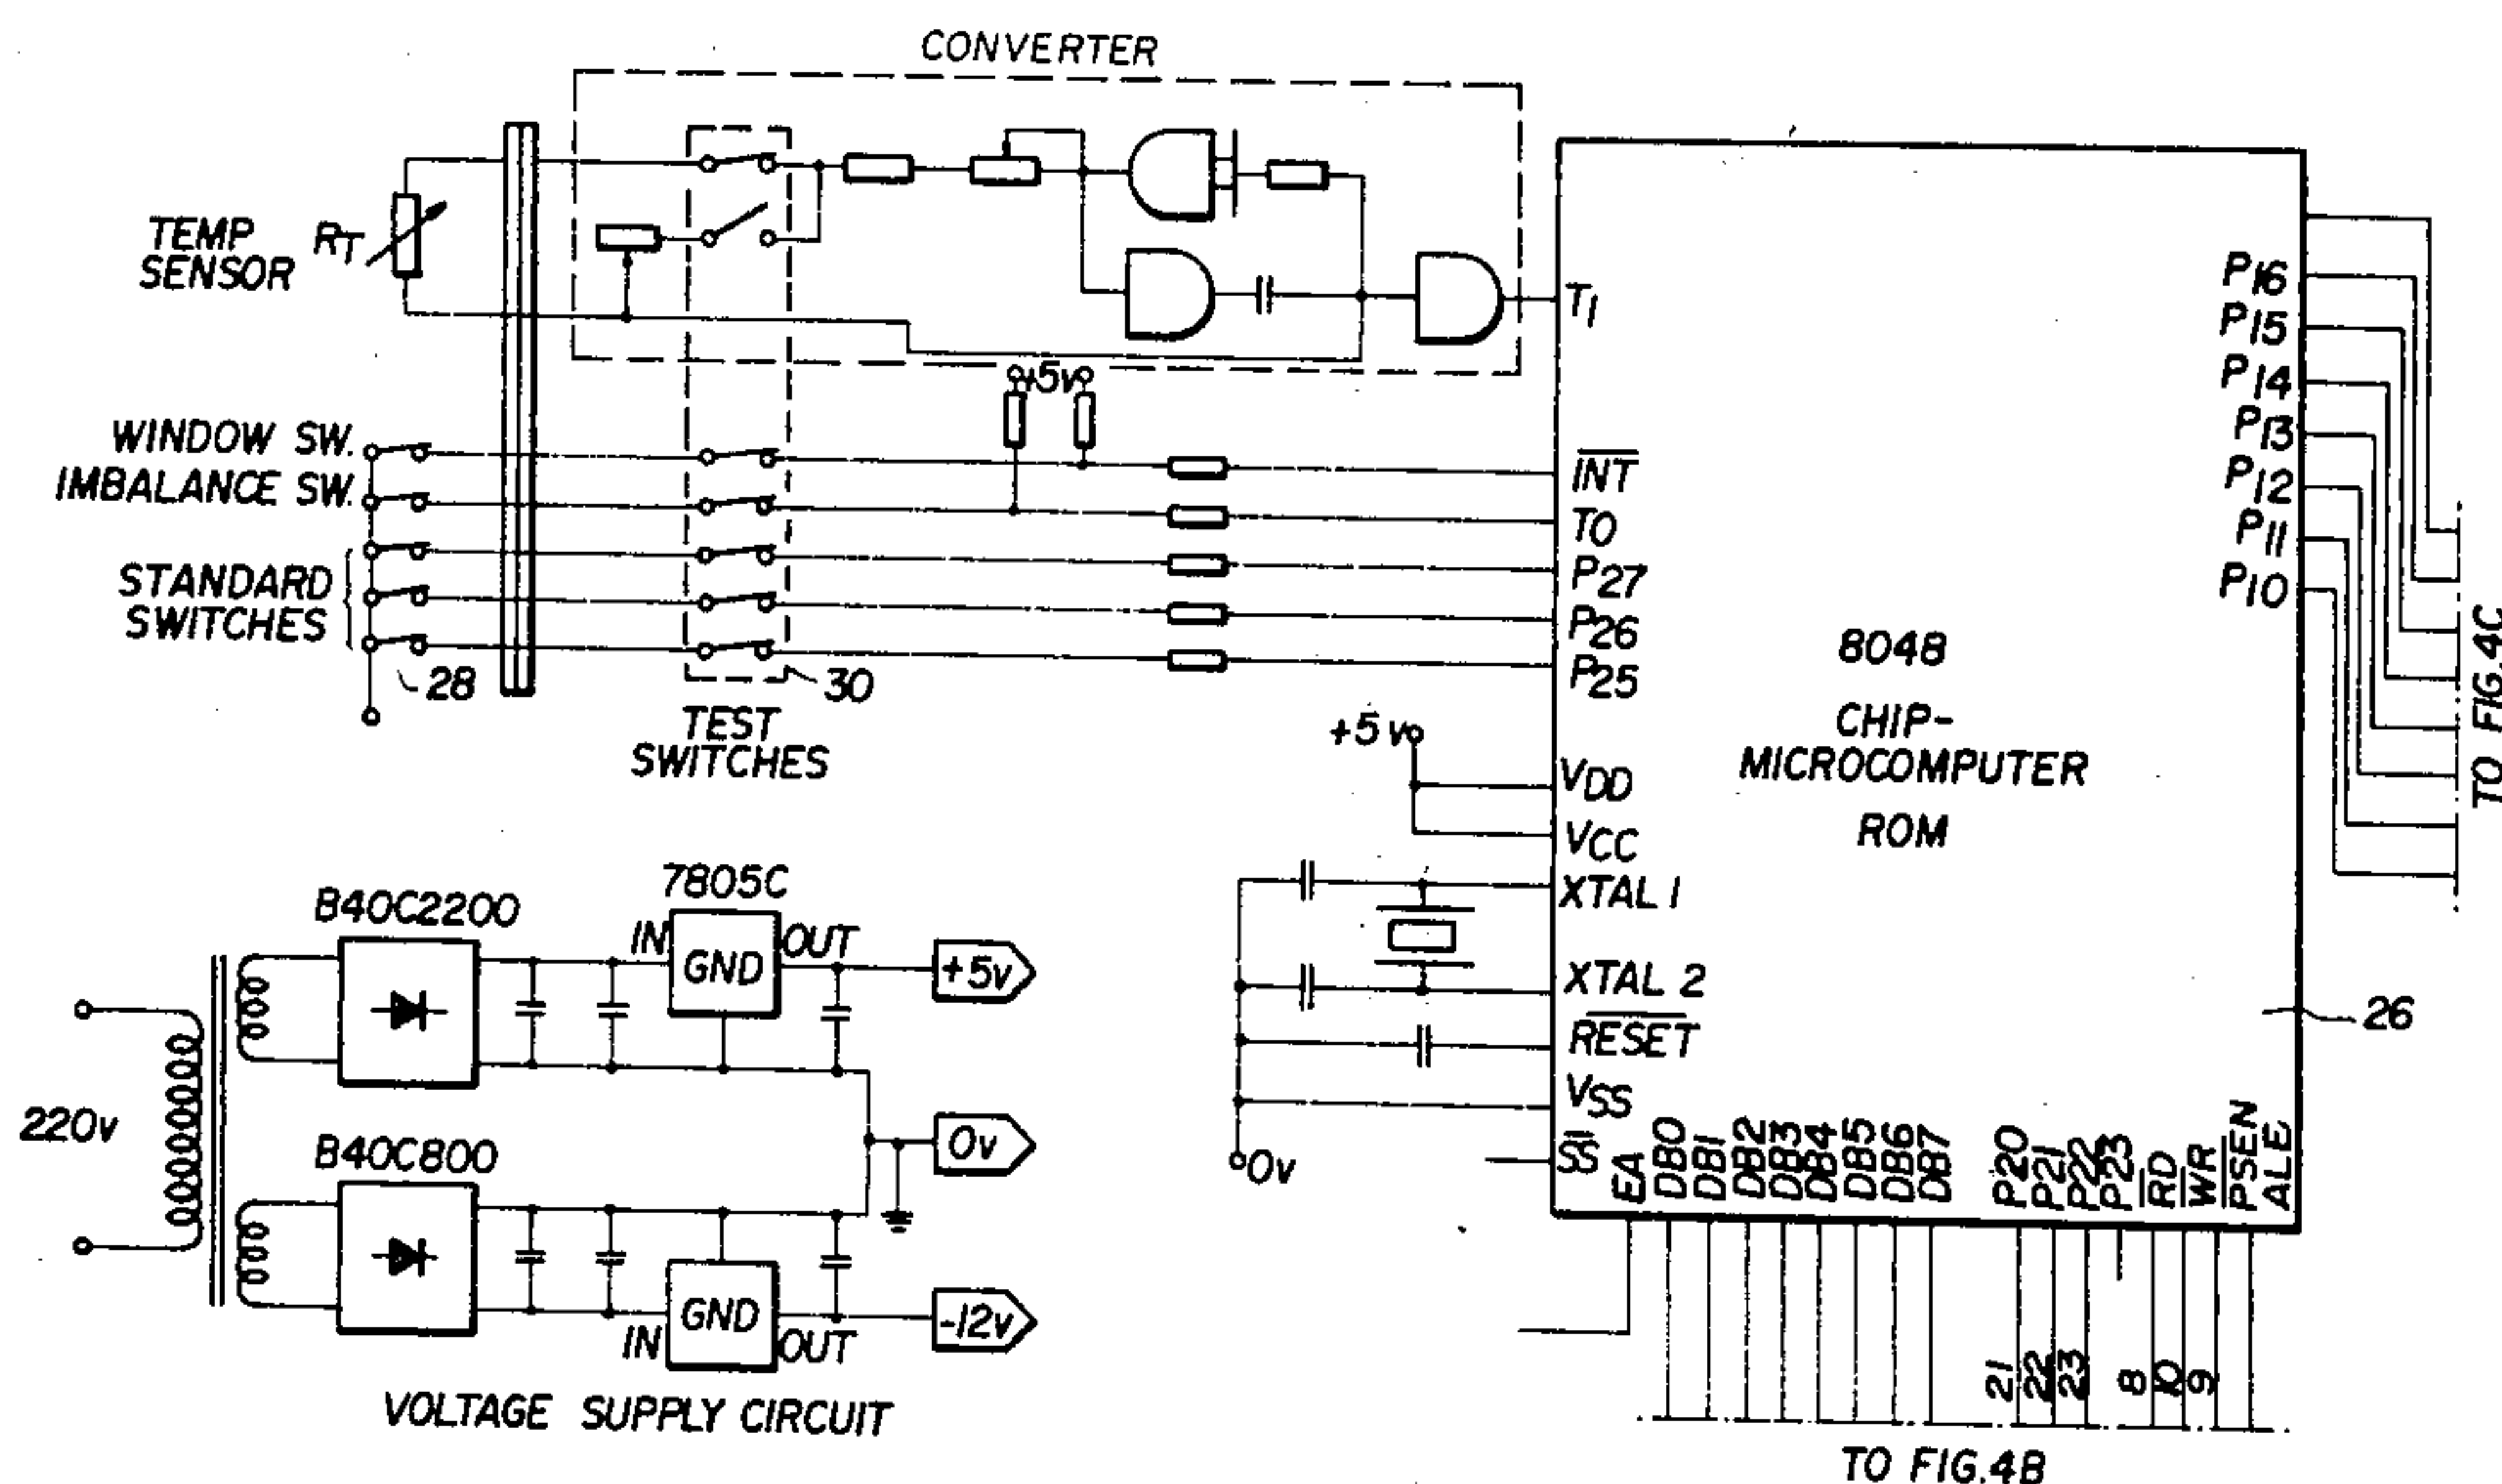 CONVERTER
TEMP
SENSOR
RT
T1
+5v
WINDOW SW.
IMBALANCE SW.
STANDARD
SWITCHES
28
30
TEST
SWITCHES
INT
T0
P27
P26
P25
+5v
VDD
VCC
XTAL 1
XTAL 2
RESET
VSS
SS
0v
8048
CHIP-
MICROCOMPUTER
ROM
P16
P15
P14
P13
P12
P11
P10
TO FIG.4C
26
EA
DB0
DB1
DB2
DB3
DB4
DB5
DB6
DB7
P20
P21
P22
P23
RD
WR
PSEN
ALE
21
22
23
8
10
9
TO FIG.4B
220v
B40C2200
7805C
IN
GND
OUT
+5v
0v
B40C800
IN
GND
OUT
-12v
VOLTAGE SUPPLY CIRCUIT